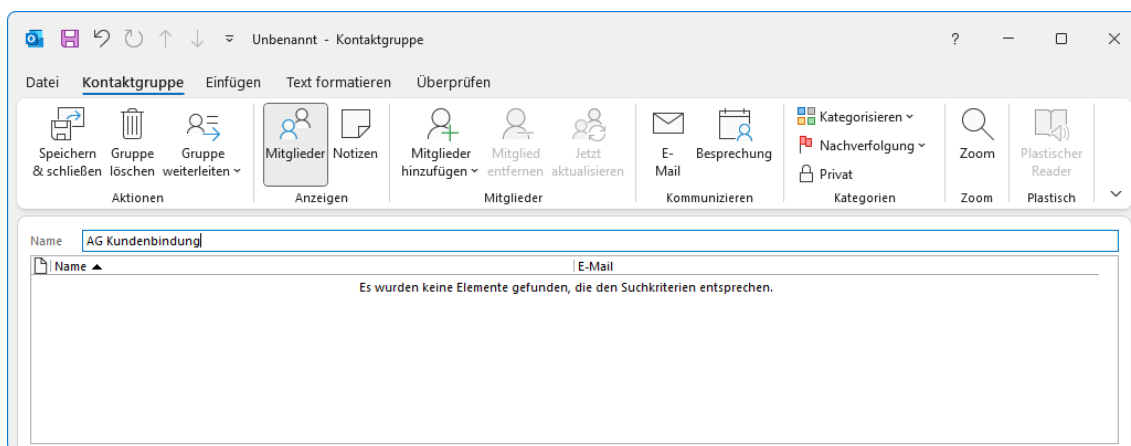 Unbenannt - Kontaktgruppe
?
Datei Kontaktgruppe Einfügen Text formatieren Überprüfen
Speichern & schließen
Gruppe löschen
Gruppe weiterleiten
Aktionen
Mitglieder
Notizen
Anzeigen
Mitglieder hinzufügen
Mitglied entfernen
Jetzt aktualisieren
Mitglieder
E-Mail
Besprechung
Kommunizieren
Kategorisieren
Nachverfolgung
Privat
Kategorien
Zoom
Zoom
Plastischer Reader
Plastisch
Name AG Kundenbindung
Name E-Mail
Es wurden keine Elemente gefunden, die den Suchkriterien entsprechen.